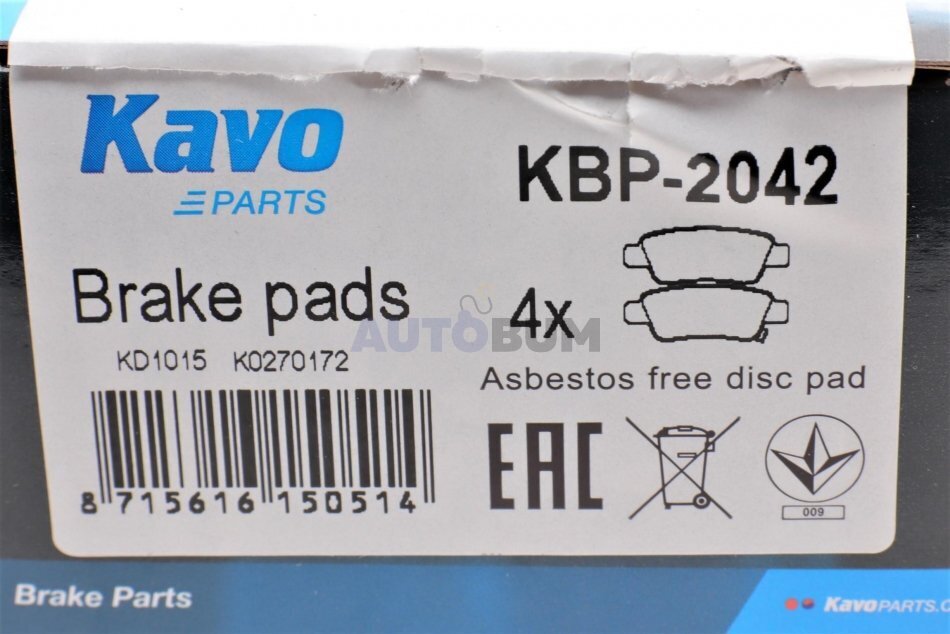 Kavo
PARTS
KBP-2042
Brake pads
4x
AUTOBUM
KD1015 K0270172
Asbestos free disc pad
8 715616 150514
EAC
009
Brake Parts
KAVOPARTS.C